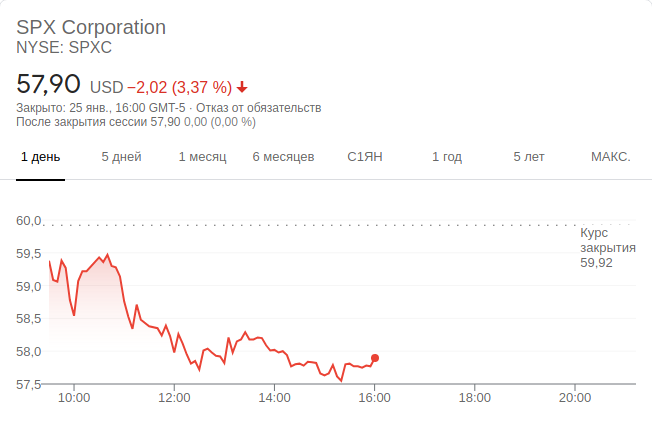 SPX Corporation
NYSE: SPXC
57,90 USD −2,02 (3,37 %)
Закрыто: 25 янв., 16:00 GMT-5 · Отказ от обязательств
После закрытия сессии 57,90 0,00 (0,00 %)
1 день 5 дней 1 месяц 6 месяцев С1ЯН 1 год 5 лет МАКС.
60,0
Курс
закрытия
59,92
59,5
59,0
58,5
58,0
57,5
10:00 12:00 14:00 16:00 18:00 20:00